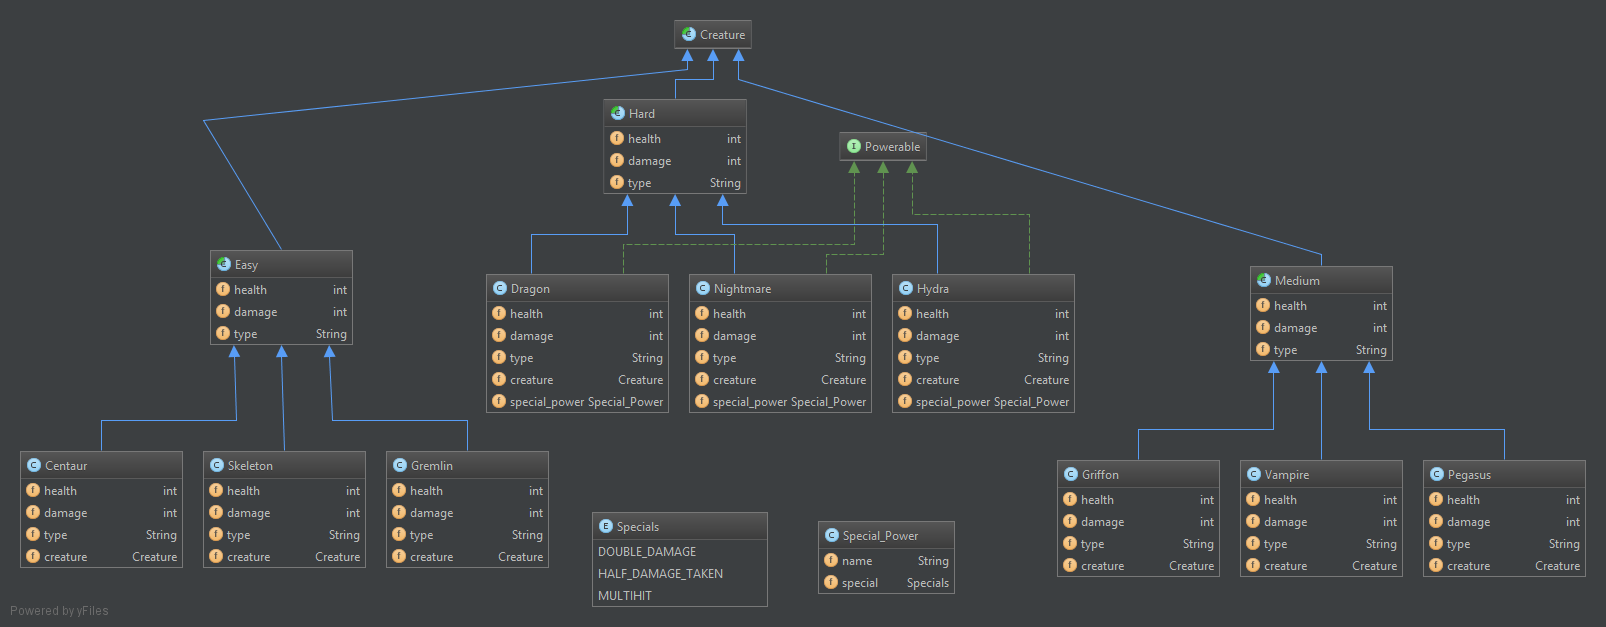 Creature
Hard
health int
damage int
type String
Powerable
Easy
health int
damage int
type String
Dragon
health int
damage int
type String
creature Creature
special_power Special_Power
Nightmare
health int
damage int
type String
creature Creature
special_power Special_Power
Hydra
health int
damage int
type String
creature Creature
special_power Special_Power
Medium
health int
damage int
type String
Centaur
health int
damage int
type String
creature Creature
Skeleton
health int
damage int
type String
creature Creature
Gremlin
health int
damage int
type String
creature Creature
Specials
DOUBLE_DAMAGE
HALF_DAMAGE_TAKEN
MULTIHIT
Special_Power
name String
special Specials
Griffon
health int
damage int
type String
creature Creature
Vampire
health int
damage int
type String
creature Creature
Pegasus
health int
damage int
type String
creature Creature
Powered by yFiles